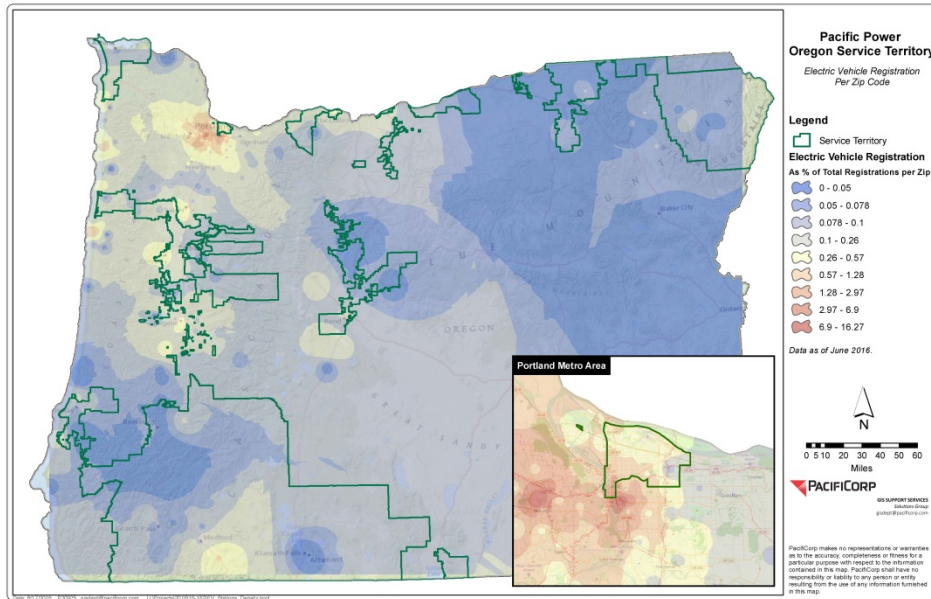 Pacific Power
Oregon Service Territory
Electric Vehicle Registration
Per Zip Code
Legend
Service Territory
Electric Vehicle Registration
As % of Total Registrations per Zip
0 - 0.05
0.05 - 0.078
0.078 - 0.1
0.1 - 0.26
0.26 - 0.57
0.57 - 1.28
1.28 - 2.97
2.97 - 6.9
6.9 - 16.27
Data as of June 2016.
N
0 5 10 20 30 40 50 60
Miles
PACIFICORP
GIS SUPPORT SERVICES
Solutions Group
PacifiCorp makes no representations or warranties
as to the accuracy, completeness or fitness for a
particular purpose with respect to the information
contained in this map. PacifiCorp shall have no
responsibility or liability to any person or entity
resulting from the use of any information furnished
in this map.
Portland Metro Area
Baker City
OREGON
BLUE MOUNTAINS
GREAT SANDY
Bend
Medford
Klamath Falls
Altamont